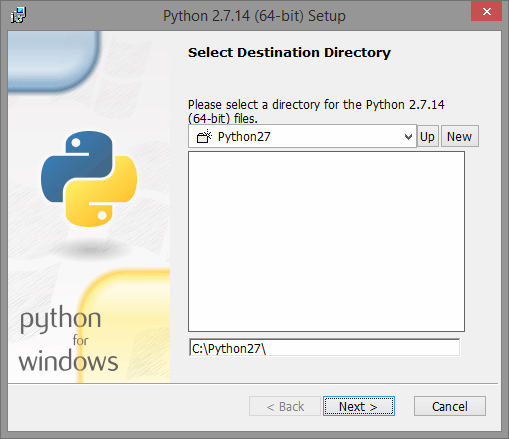 Python 2.7.14 (64-bit) Setup
Select Destination Directory
Please select a directory for the Python 2.7.14
(64-bit) files.
Python27
Up
New
C:\Python27\
python
for
windows
< Back
Next >
Cancel